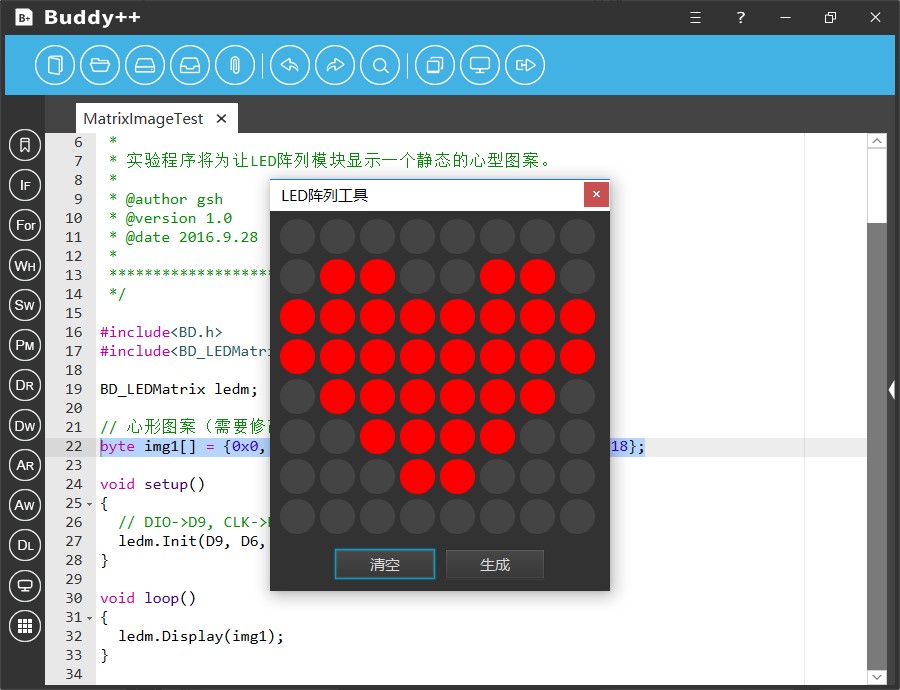 B+ Buddy++
?
MatrixImageTest ×
6 *
7 * 实验程序将为让LED阵列模块显示一个静态的心型图案。
8 *
9 * @author gsh
10 * @version 1.0
11 * @date 2016.9.28
12 *
13 *******************
14 */
15
16 #include<BD.h>
17 #include<BD_LEDMatri
18
19 BD_LEDMatrix ledm;
20
21 // 心形图案（需要修
22 byte img1[] = {0x0, 18};
23
24 void setup()
25 {
26 // DIO->D9, CLK->
27 ledm.Init(D9, D6,
28 }
29
30 void loop()
31 {
32 ledm.Display(img1);
33 }
34
IF
For
WH
SW
PM
DR
DW
AR
AW
DL
LED阵列工具
清空
生成